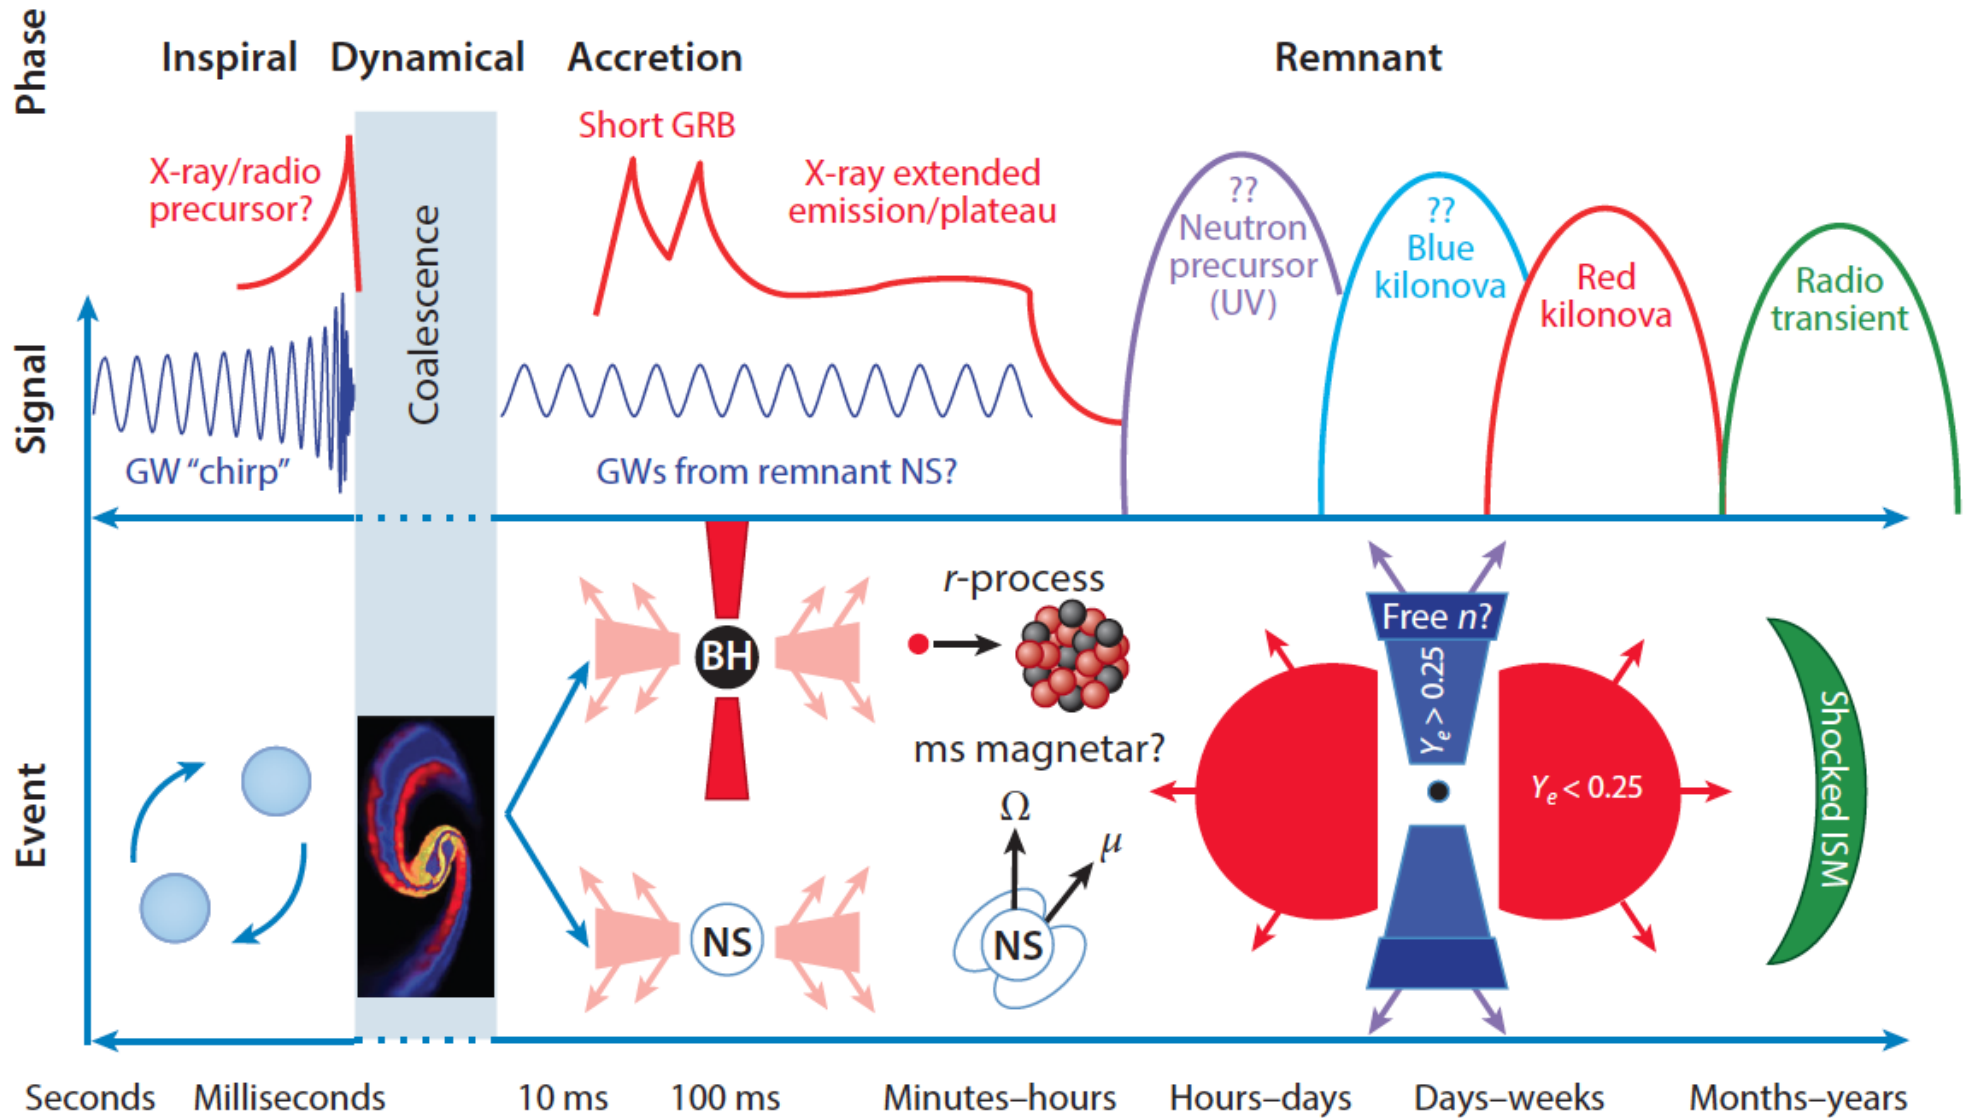 Phase
Inspiral
Dynamical
Accretion
Remnant
Signal
X-ray/radio
precursor?
Coalescence
Short GRB
X-ray extended
emission/plateau
??
Neutron
precursor
(UV)
??
Blue
kilonova
Red
kilonova
Radio
transient
GW “chirp”
GWs from remnant NS?
Event
BH
NS
r-process
ms magnetar?
Ω
μ
NS
Free n?
Yₑ > 0.25
Yₑ < 0.25
Shocked ISM
Seconds
Milliseconds
10 ms
100 ms
Minutes–hours
Hours–days
Days–weeks
Months–years